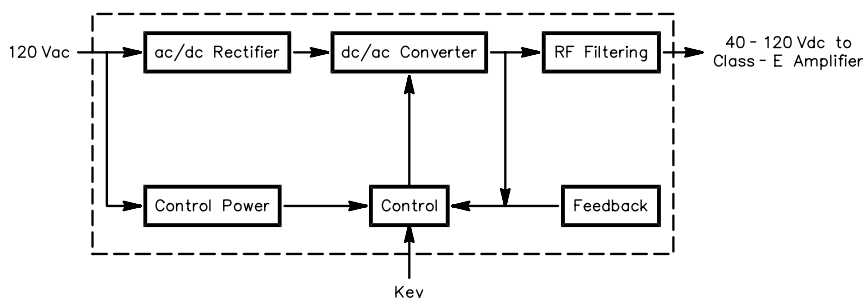 120 Vac
ac/dc Rectifier
dc/ac Converter
RF Filtering
40 - 120 Vdc to
Class - E Amplifier
Control Power
Control
Feedback
Key